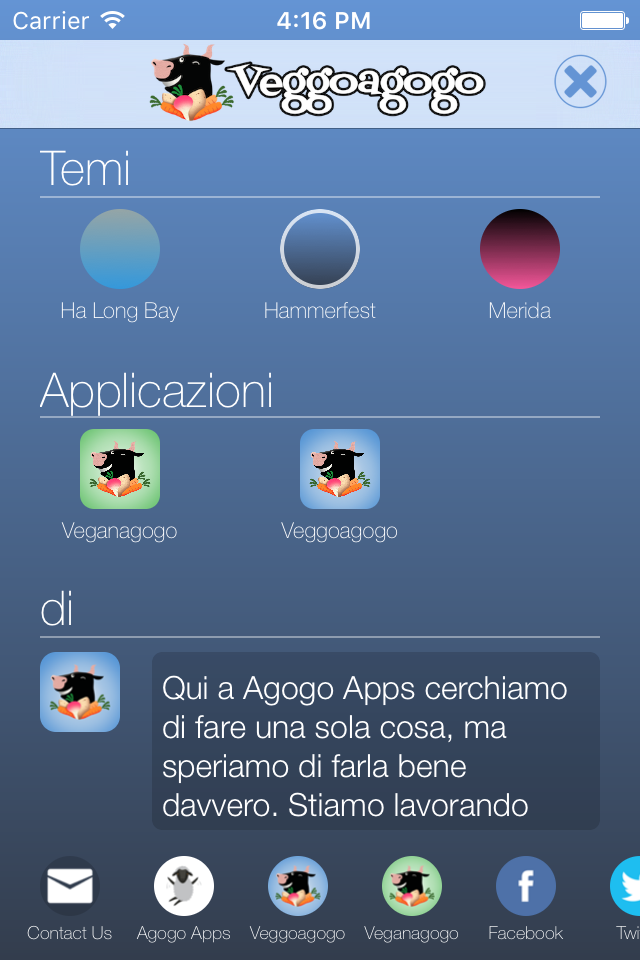 Carrier 4:16 PM
Veggoagogo
Temi
Ha Long Bay Hammerfest Merida
Applicazioni
Veganagogo Veggoagogo
di
Qui a Agogo Apps cerchiamo
di fare una sola cosa, ma
speriamo di farla bene
davvero. Stiamo lavorando
Contact Us Agogo Apps Veggoagogo Veganagogo Facebook Twi